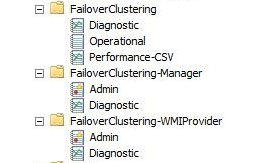 FailoverClustering
Diagnostic
Operational
Performance-CSV
FailoverClustering-Manager
Admin
Diagnostic
FailoverClustering-WMIProvider
Admin
Diagnostic